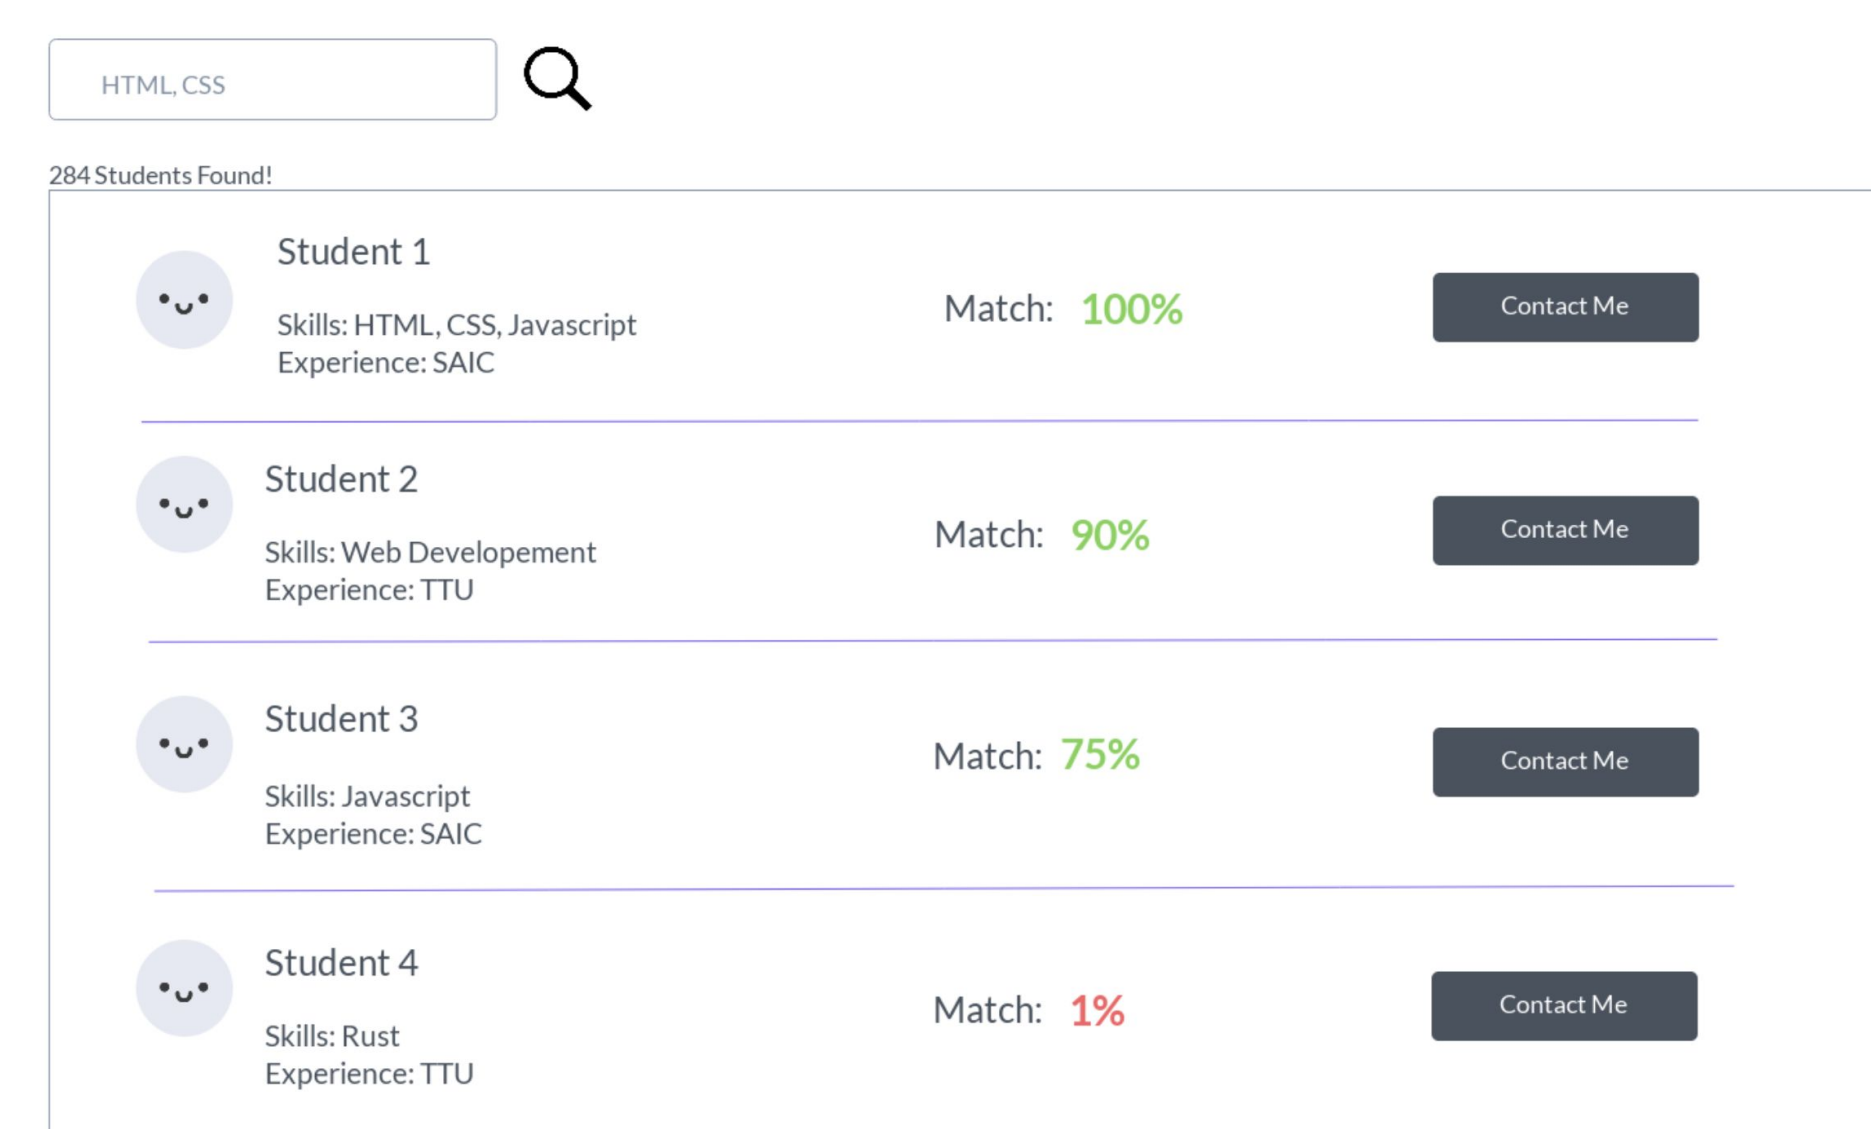 HTML, CSS
284 Students Found!
Student 1
Skills: HTML, CSS, Javascript
Experience: SAIC
Match: 100%
Contact Me
Student 2
Skills: Web Developement
Experience: TTU
Match: 90%
Contact Me
Student 3
Skills: Javascript
Experience: SAIC
Match: 75%
Contact Me
Student 4
Skills: Rust
Experience: TTU
Match: 1%
Contact Me